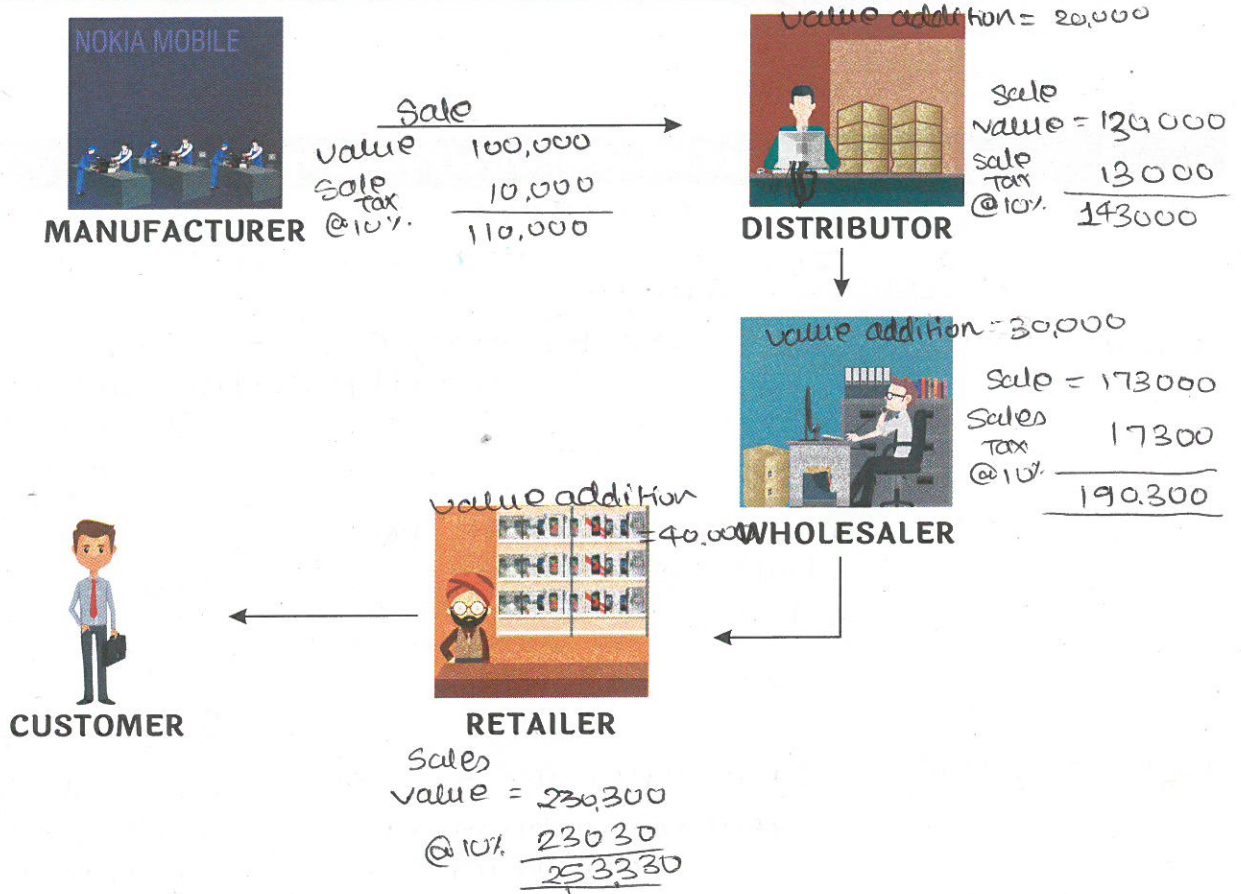 NOKIA MOBILE
Sale
value 100,000
Sale Tax @10% 10,000
110,000
MANUFACTURER
value addition = 20,000
Sale
value = 130000
Sale Tax @10% 13000
143000
DISTRIBUTOR
value addition = 30,000
Sale = 173000
Sales Tax @10% 17300
190.300
WHOLESALER
value addition
=40.000
RETAILER
Sales
value = 230,300
@10% 23030
253330
CUSTOMER